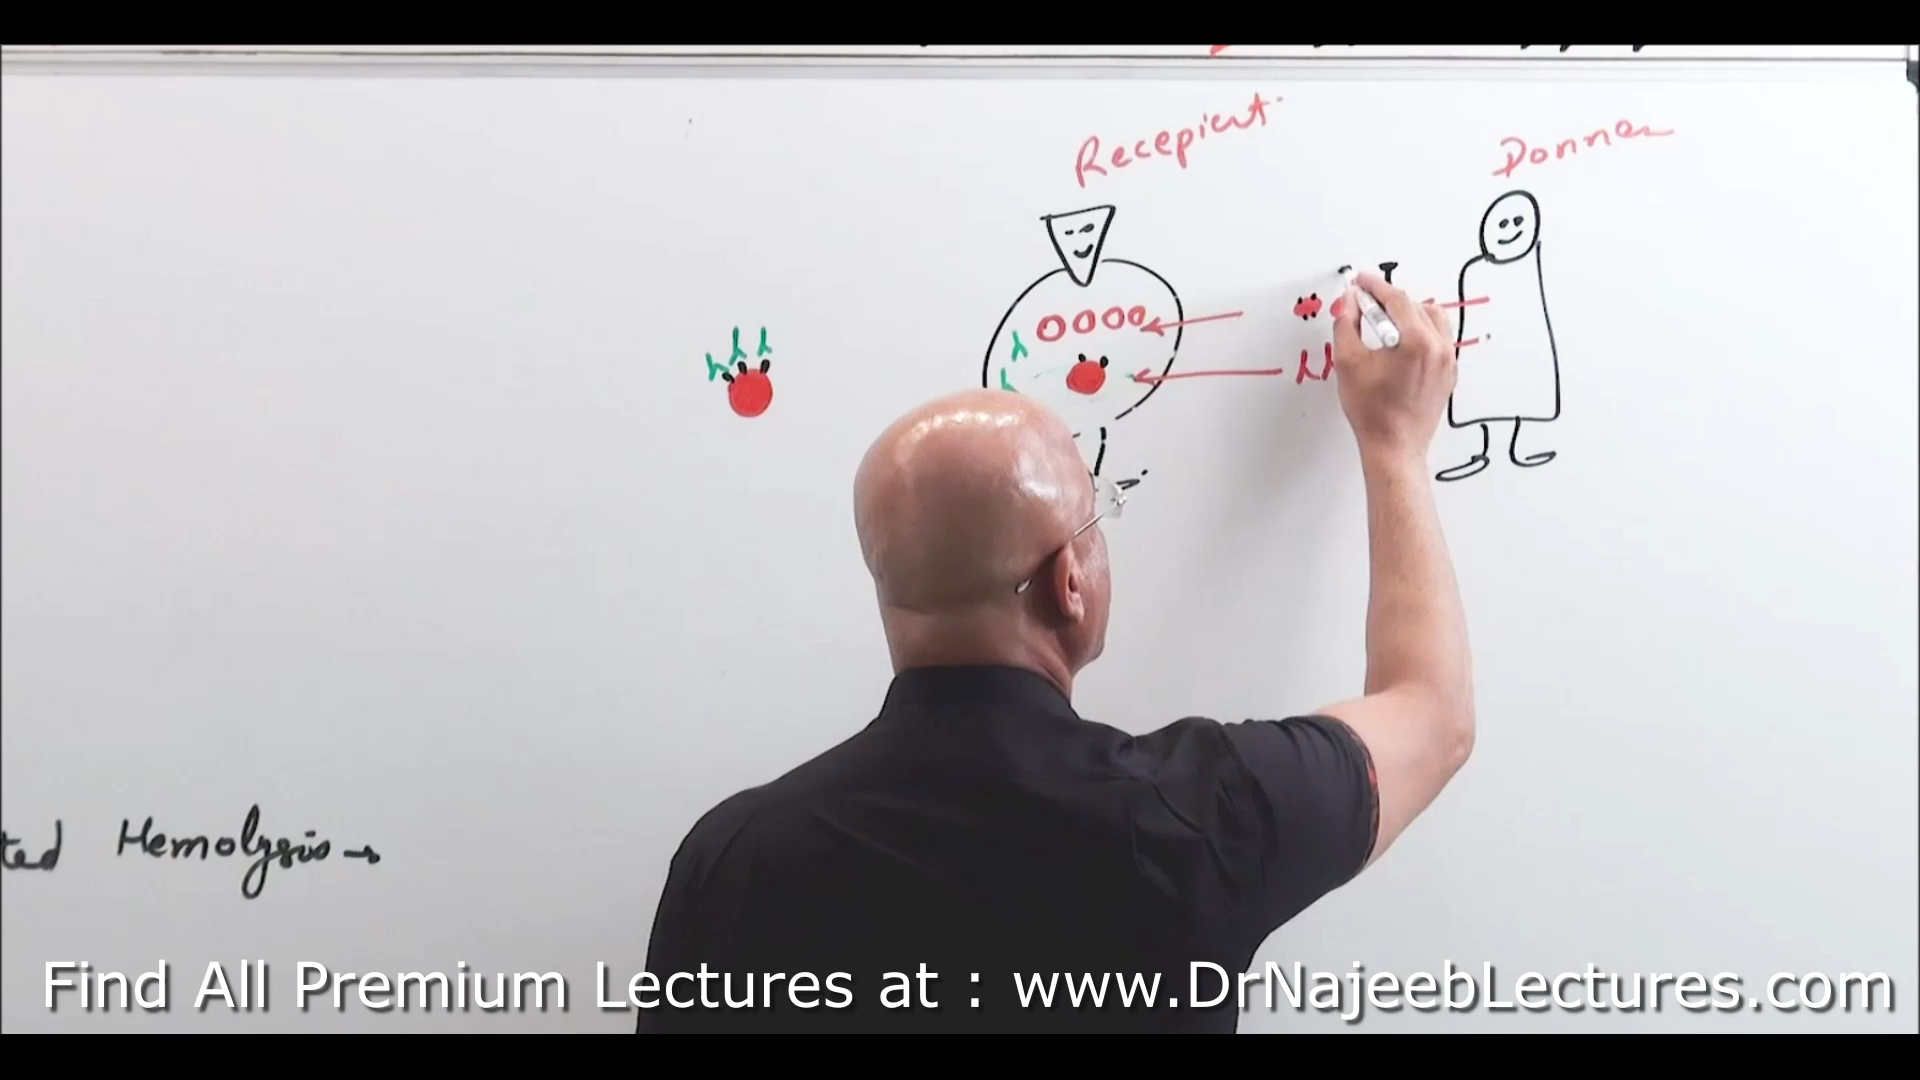 Recepient
Donner
ted Hemolysis →
Find All Premium Lectures at : www.DrNajeebLectures.com